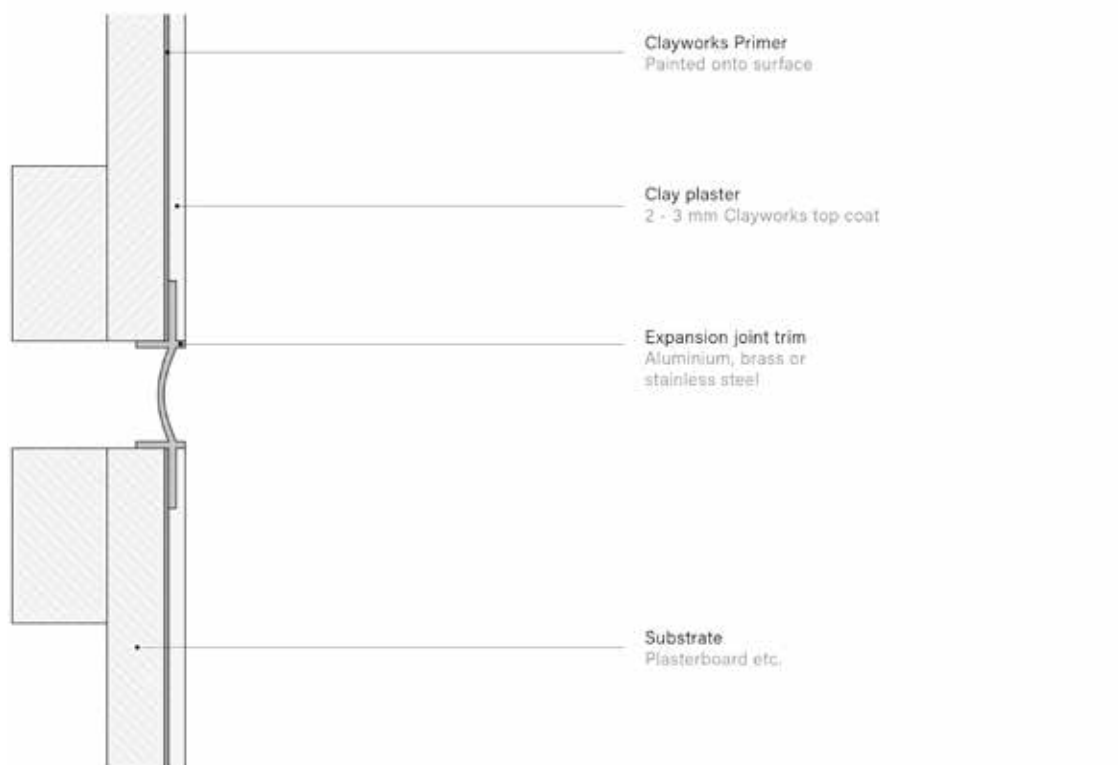 Clayworks Primer
Painted onto surface
Clay plaster
2 - 3 mm Clayworks top coat
Expansion joint trim
Aluminium, brass or
stainless steel
Substrate
Plasterboard etc.